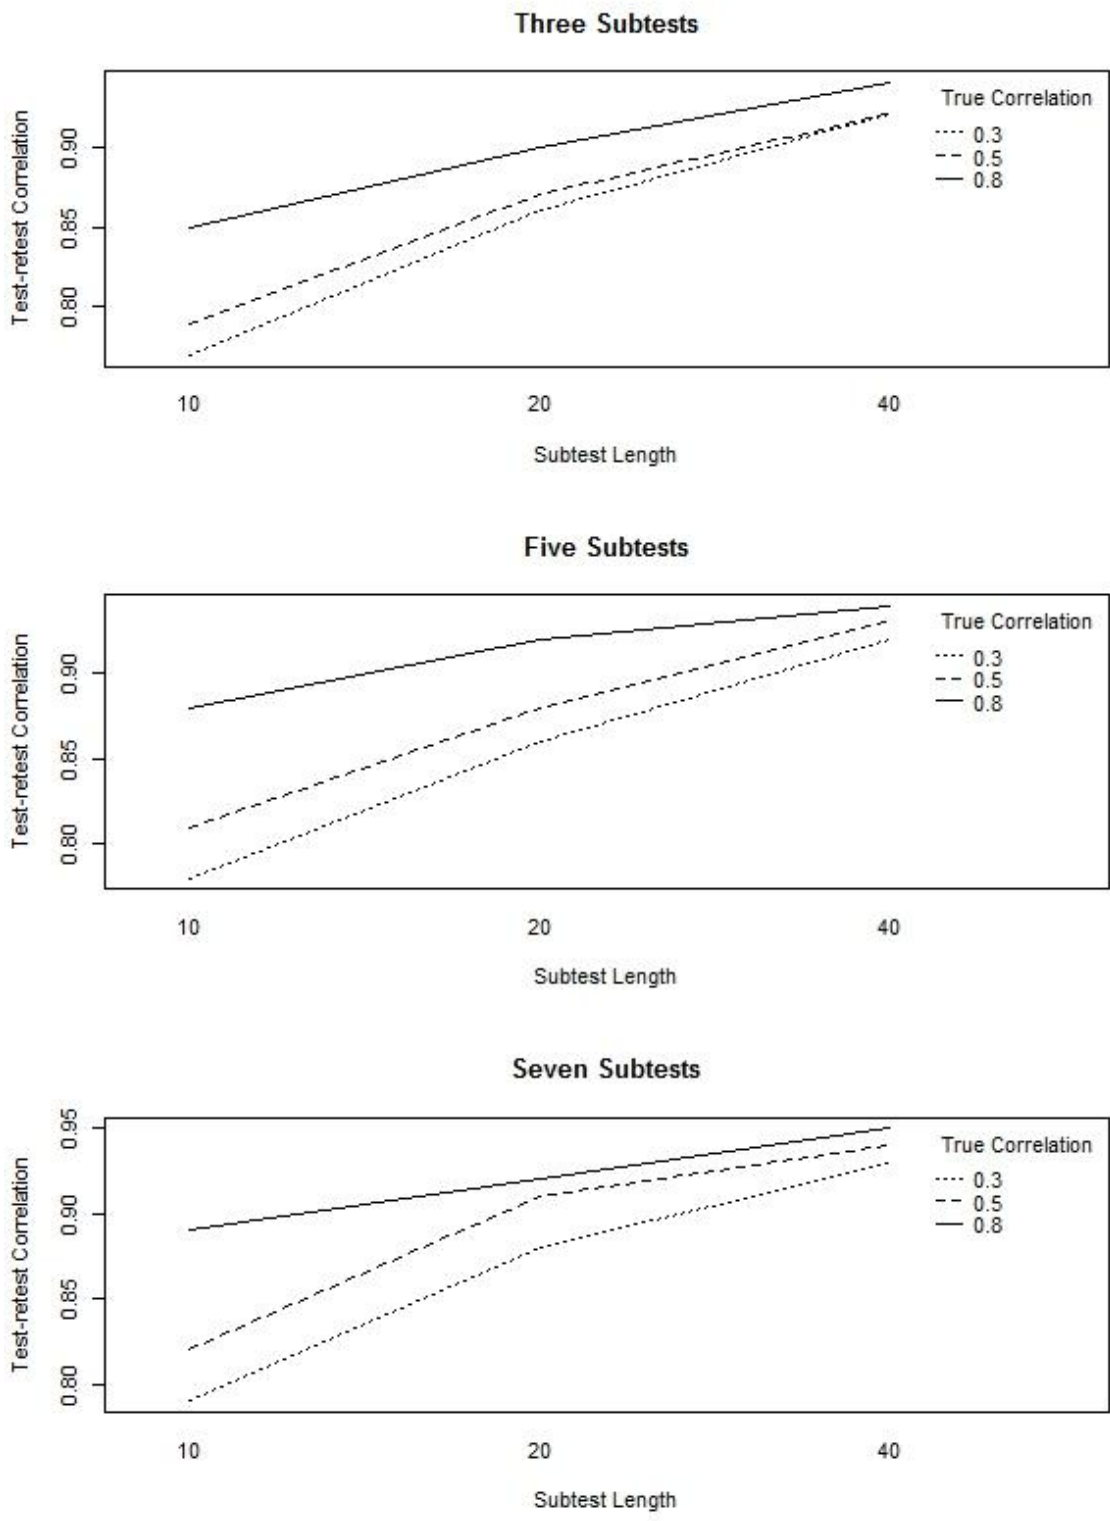 Three Subtests
Test-retest Correlation
0.90
0.85
0.80
True Correlation
0.3
0.5
0.8
10 20 40
Subtest Length
Five Subtests
Test-retest Correlation
0.90
0.85
0.80
True Correlation
0.3
0.5
0.8
10 20 40
Subtest Length
Seven Subtests
Test-retest Correlation
0.95
0.90
0.85
0.80
True Correlation
0.3
0.5
0.8
10 20 40
Subtest Length